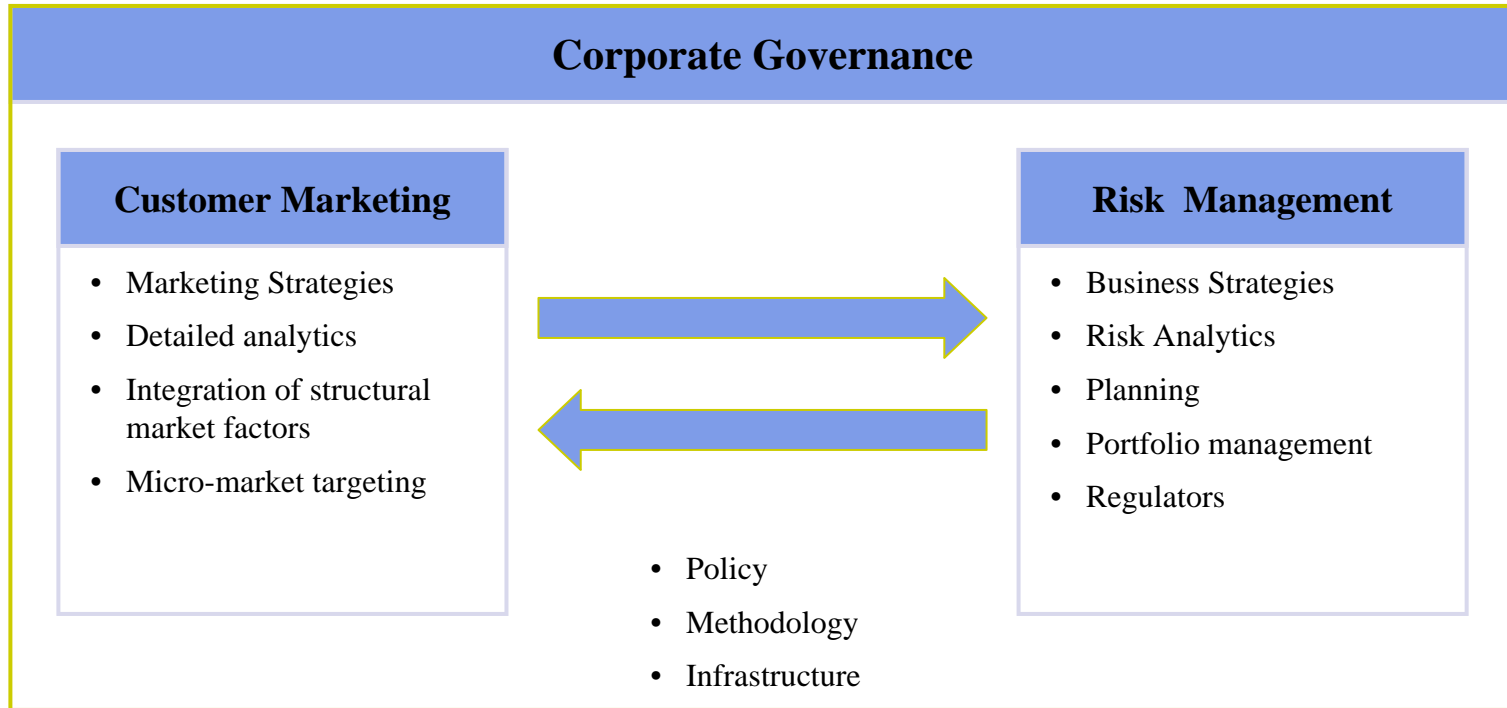 Corporate Governance
Customer Marketing
• Marketing Strategies
• Detailed analytics
• Integration of structural
market factors
• Micro-market targeting
Risk Management
• Business Strategies
• Risk Analytics
• Planning
• Portfolio management
• Regulators
• Policy
• Methodology
• Infrastructure